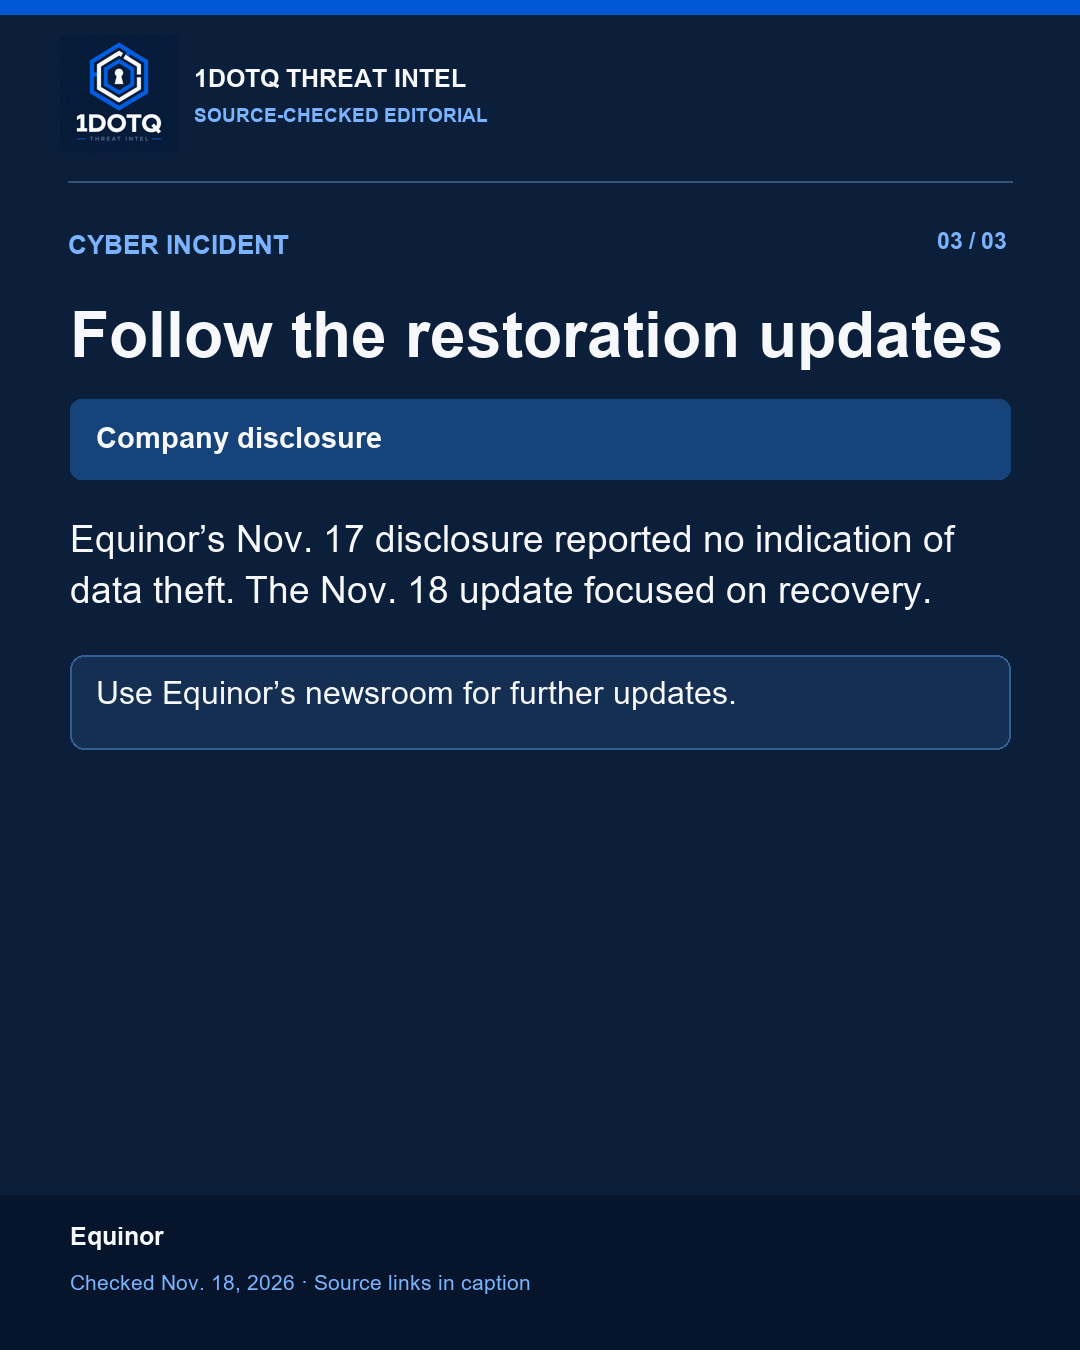 1DOTQ
THREAT INTEL
1DOTQ THREAT INTEL
SOURCE-CHECKED EDITORIAL
CYBER INCIDENT
03 / 03
Follow the restoration updates
Company disclosure
Equinor’s Nov. 17 disclosure reported no indication of
data theft. The Nov. 18 update focused on recovery.
Use Equinor’s newsroom for further updates.
Equinor
Checked Nov. 18, 2026 · Source links in caption